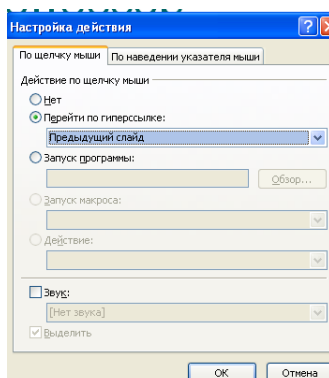 Настройка действия
По щелчку мыши По наведении указателя мыши
Действие по щелчку мыши
Нет
Перейти по гиперссылке:
Предыдущий слайд
Запуск программы:
Обзор...
Запуск макроса:
Действие:
Звук:
[Нет звука]
Выделить
ОК Отмена